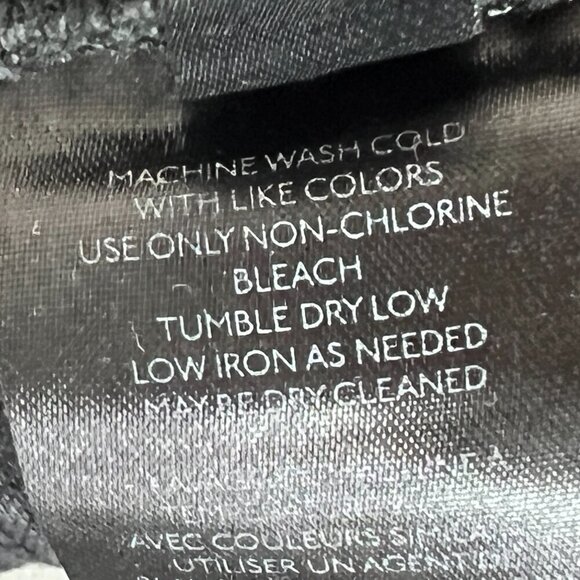 MACHINE WASH COLD
WITH LIKE COLORS
USE ONLY NON-CHLORINE
BLEACH
TUMBLE DRY LOW
LOW IRON AS NEEDED
MAY BE DRY CLEANED
AVEC COULEURS
UTILISER UN AGENT